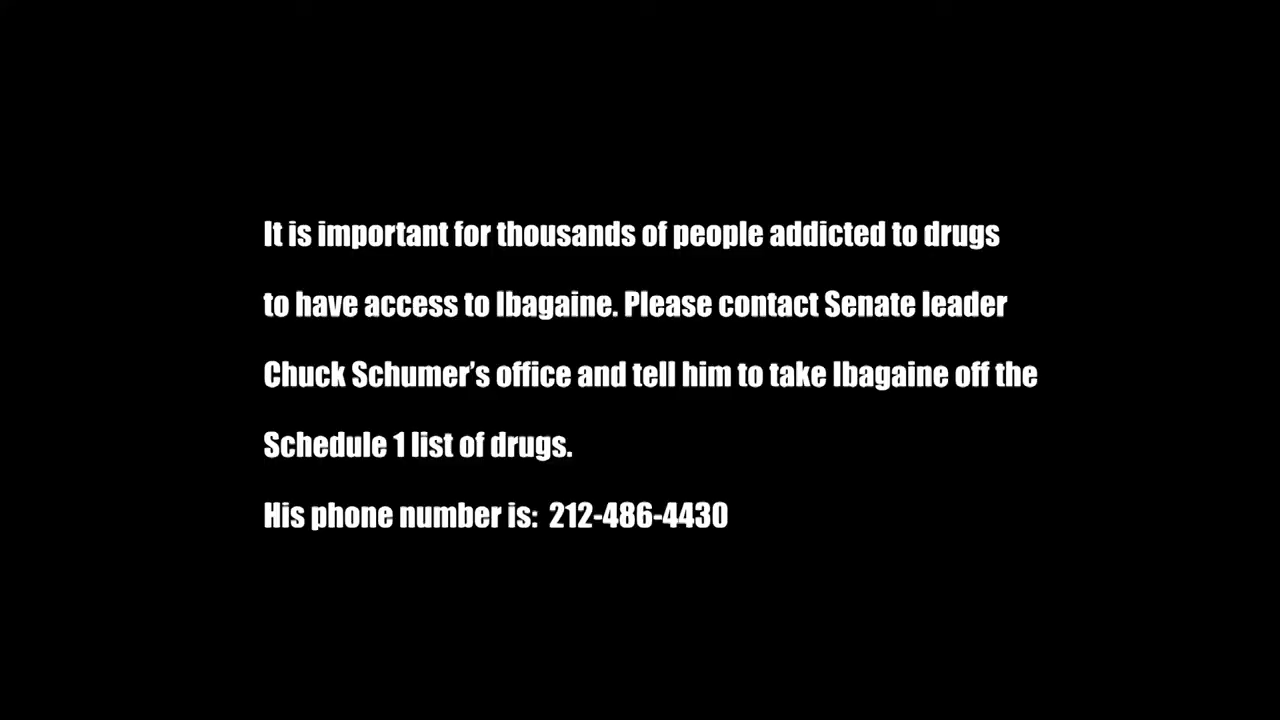 It is important for thousands of people addicted to drugs
to have access to Ibagaine. Please contact Senate leader
Chuck Schumer’s office and tell him to take Ibagaine off the
Schedule 1 list of drugs.
His phone number is: 212-486-4430